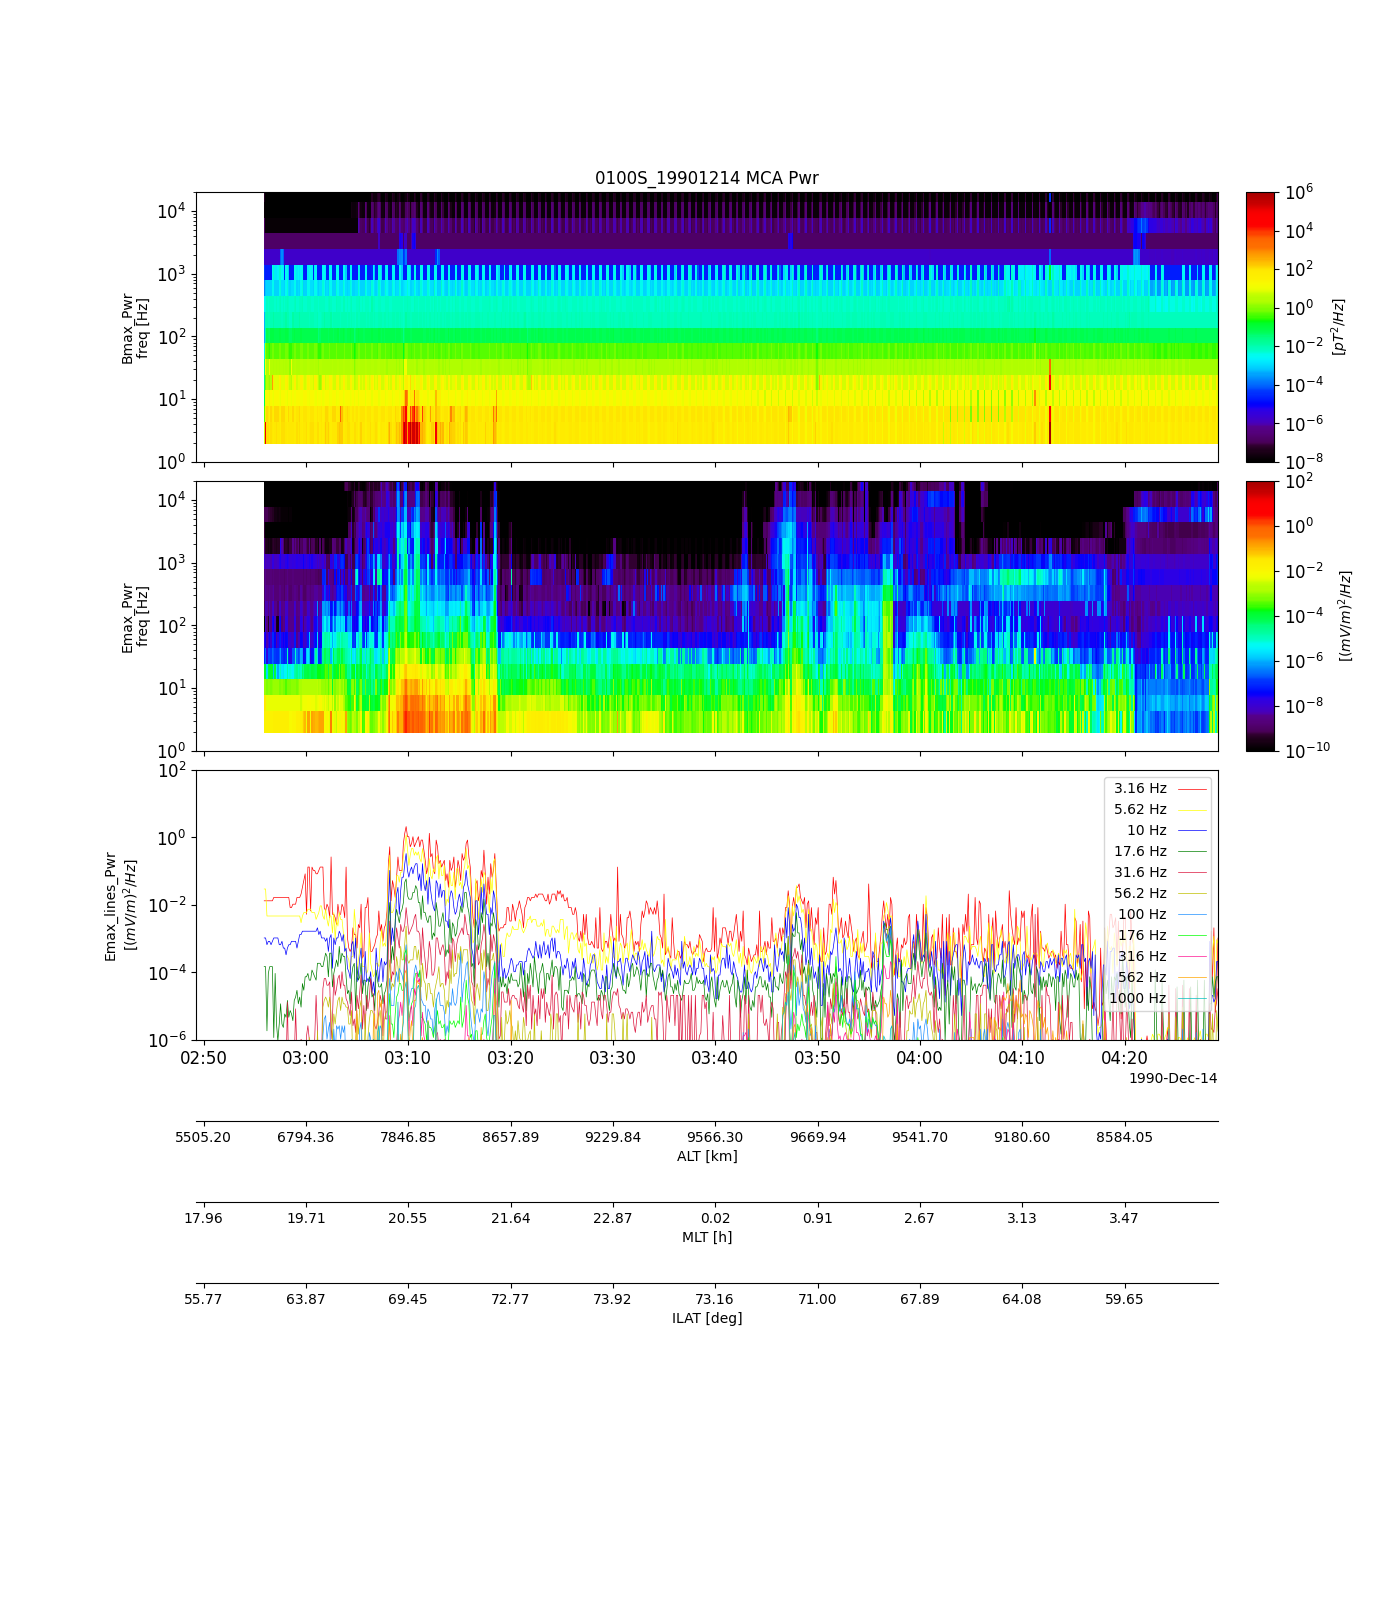 0100S_19901214 MCA Pwr
10^4
10^3
10^2
10^1
10^0
Bmax_Pwr
freq [Hz]
10^6
10^4
10^2
10^0
10^-2
10^-4
10^-6
10^-8
[pT^2/Hz]
10^4
10^3
10^2
10^1
10^0
Emax_Pwr
freq [Hz]
10^2
10^0
10^-2
10^-4
10^-6
10^-8
10^-10
[(mV/m)^2/Hz]
10^2
10^0
10^-2
10^-4
10^-6
Emax_lines_Pwr
[(mV/m)^2/Hz]
3.16 Hz
5.62 Hz
10 Hz
17.6 Hz
31.6 Hz
56.2 Hz
100 Hz
176 Hz
316 Hz
562 Hz
1000 Hz
02:50 03:00 03:10 03:20 03:30 03:40 03:50 04:00 04:10 04:20
1990-Dec-14
5505.20 6794.36 7846.85 8657.89 9229.84 9566.30 9669.94 9541.70 9180.60 8584.05
ALT [km]
17.96 19.71 20.55 21.64 22.87 0.02 0.91 2.67 3.13 3.47
MLT [h]
55.77 63.87 69.45 72.77 73.92 73.16 71.00 67.89 64.08 59.65
ILAT [deg]